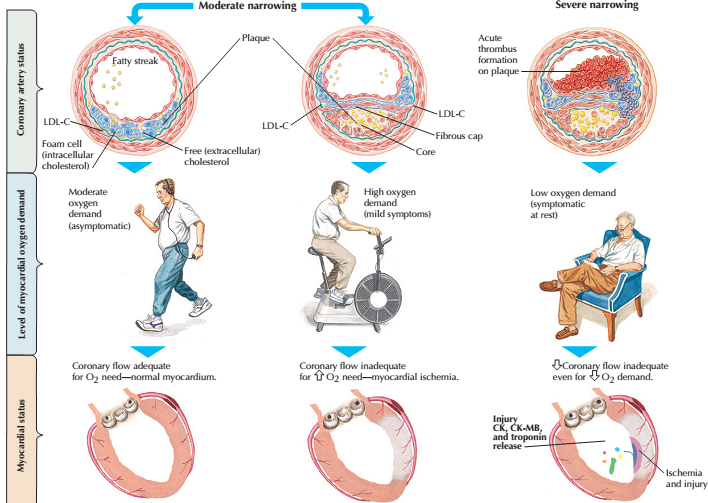 Moderate narrowing
Severe narrowing
Coronary artery status
Fatty streak
Plaque
LDL-C
Foam cell
(intracellular
cholesterol)
Free (extracellular)
cholesterol
LDL-C
LDL-C
Fibrous cap
Core
Acute
thrombus
formation
on plaque
Level of myocardial oxygen demand
Moderate
oxygen
demand
(asymptomatic)
High oxygen
demand
(mild symptoms)
Low oxygen demand
(symptomatic
at rest)
Myocardial status
Coronary flow adequate
for O₂ need—normal myocardium.
Coronary flow inadequate
for ⇧ O₂ need—myocardial ischemia.
⇩Coronary flow inadequate
even for ⇩ O₂ demand.
Injury
CK, CK-MB,
and troponin
release
Ischemia
and injury